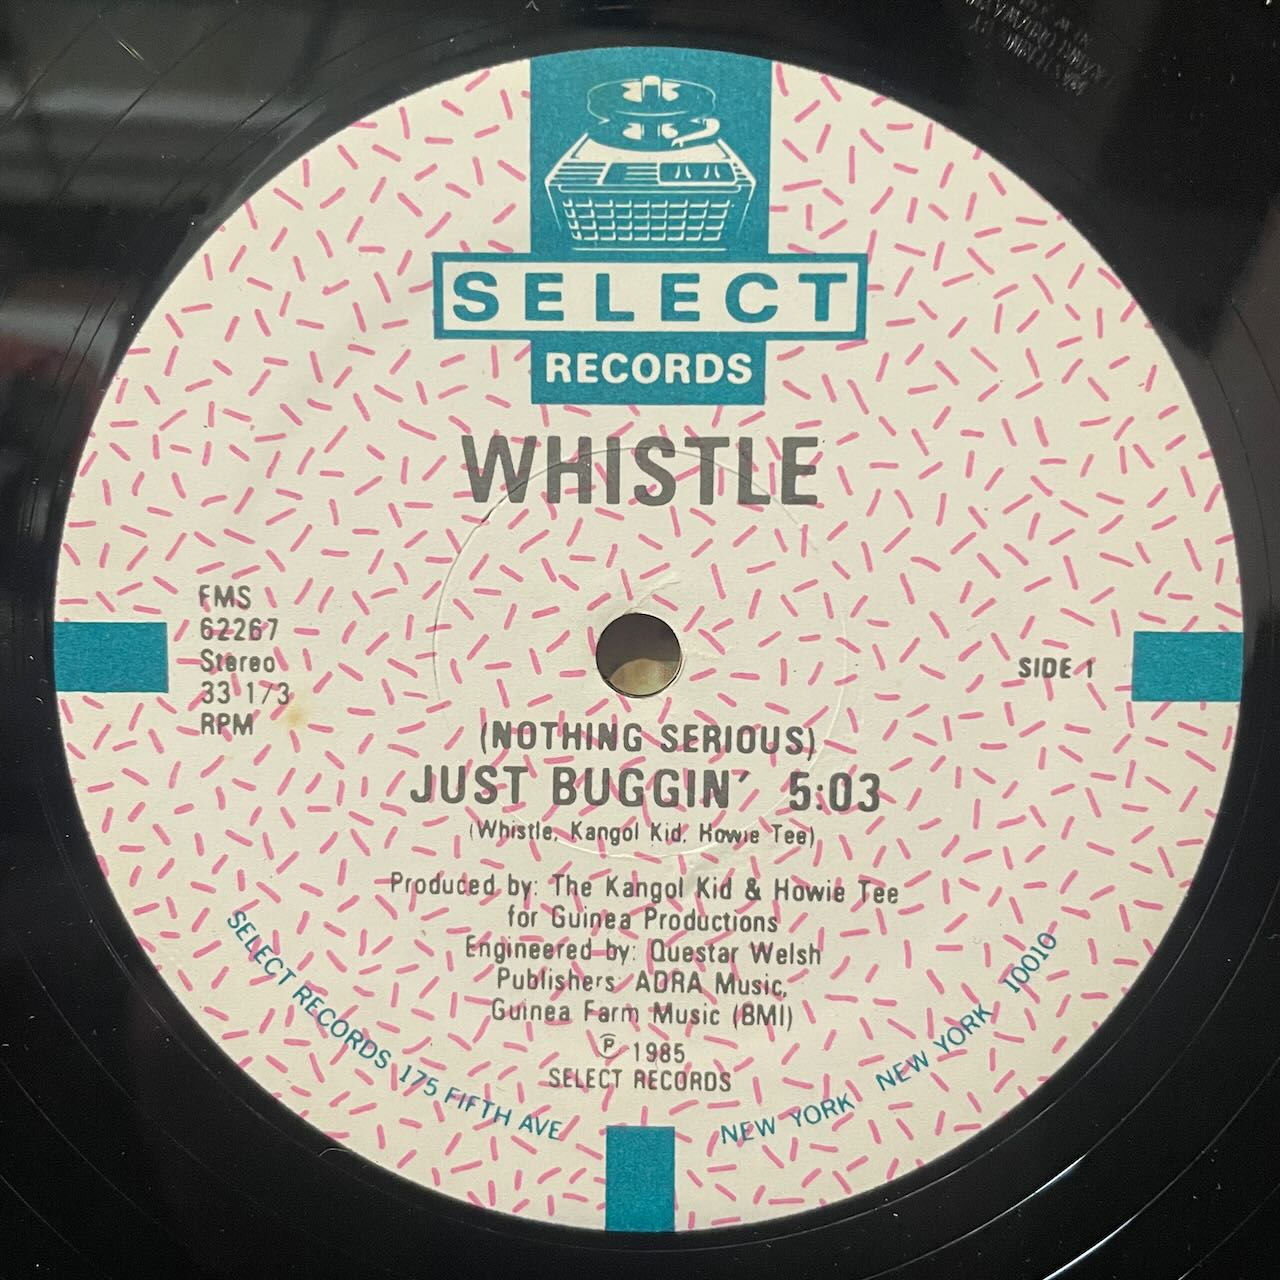 SELECT
RECORDS
WHISTLE
FMS
62267
Stereo
33 1/3
RPM
SIDE 1
(NOTHING SERIOUS)
JUST BUGGIN' 5:03
(Whistle, Kangol Kid, Howie Tee)
Produced by: The Kangol Kid & Howie Tee
for Guinea Productions
Engineered by: Questar Welsh
Publishers ADRA Music,
Guinea Farm Music (BMI)
℗ 1985
SELECT RECORDS
SELECT RECORDS 175 FIFTH AVE NEW YORK NEW YORK 10010